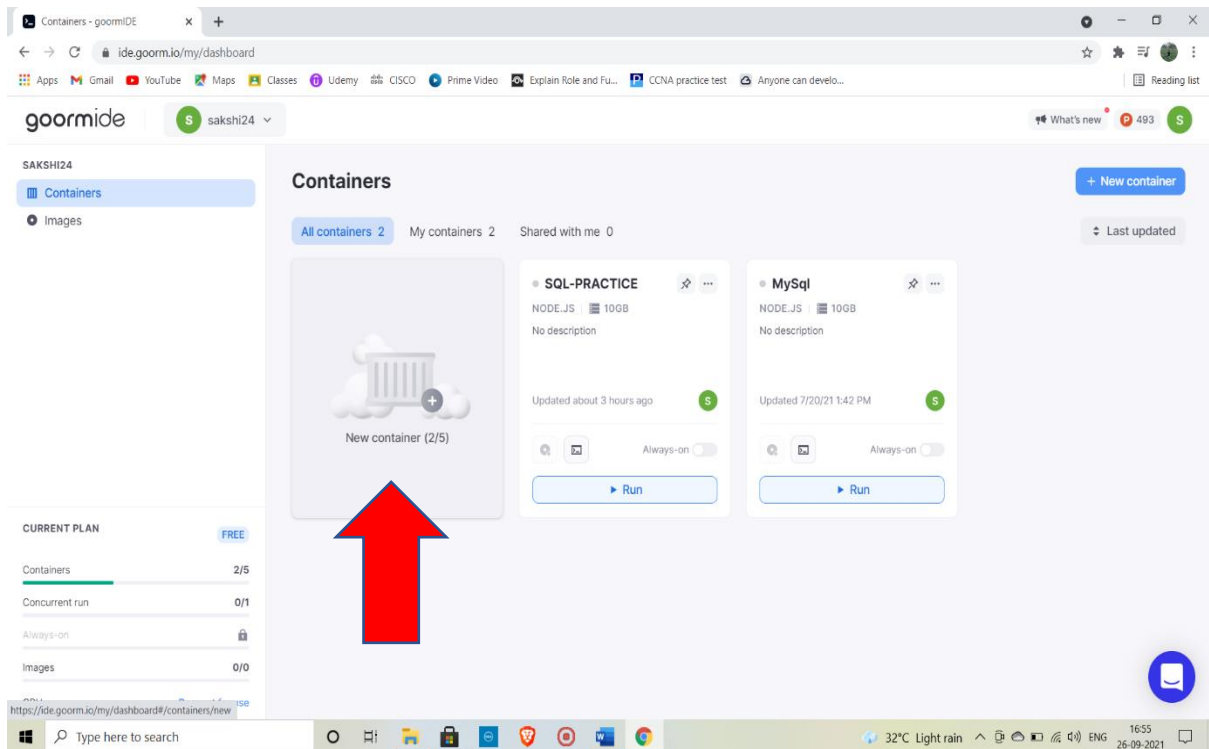 Containers - goormIDE
ide.goorm.io/my/dashboard
Apps Gmail YouTube Maps Classes Udemy CISCO Prime Video Explain Role and Fu... CCNA practice test Anyone can develo... Reading list
goormide S sakshi24 What's new P 493 S
SAKSHI24
Containers
Images
Containers
+ New container
All containers 2 My containers 2 Shared with me 0
Last updated
New container (2/5)
SQL-PRACTICE
NODE.JS 10GB
No description
Updated about 3 hours ago S
Always-on
Run
MySql
NODE.JS 10GB
No description
Updated 7/20/21 1:42 PM S
Always-on
Run
CURRENT PLAN FREE
Containers 2/5
Concurrent run 0/1
Always-on
Images 0/0
https://ide.goorm.io/my/dashboard#/containers/new
Type here to search
32°C Light rain ENG
16:55
26-09-2021